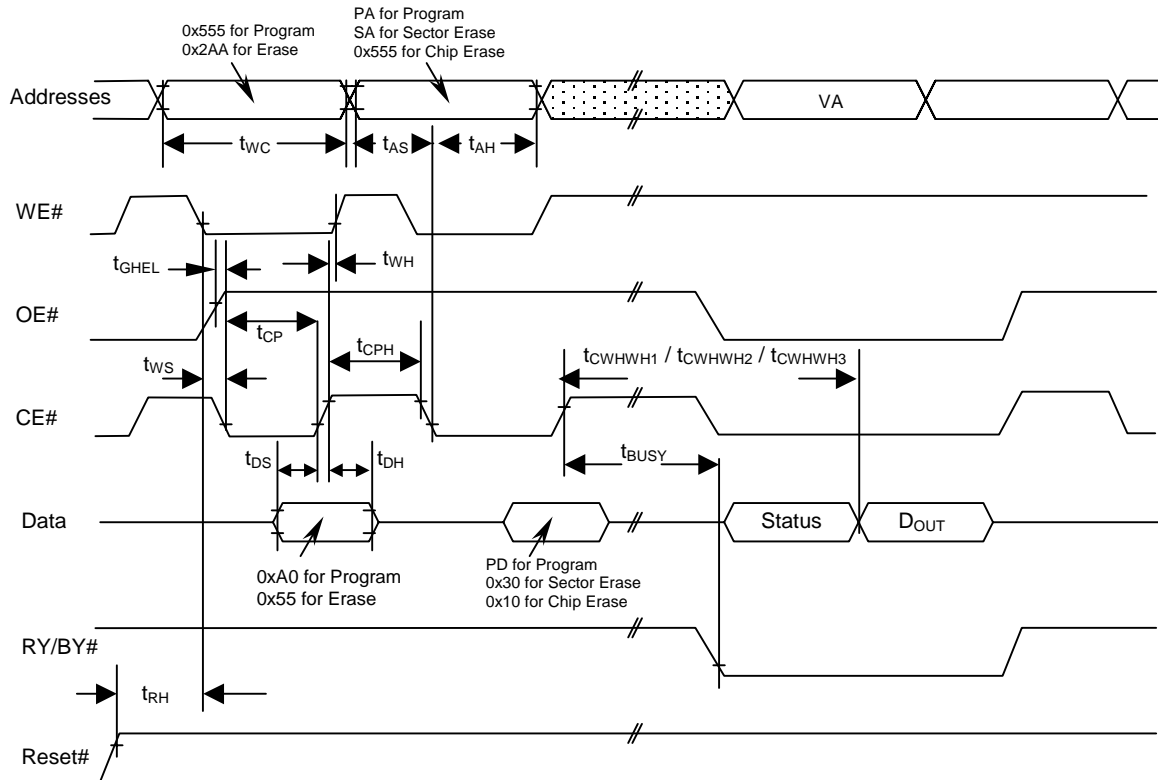 0x555 for Program
0x2AA for Erase
PA for Program
SA for Sector Erase
0x555 for Chip Erase
Addresses
VA
tWC
tAS
tAH
WE#
tGHEL
tWH
OE#
tCP
tCPH
tWS
tCWHWH1 / tCWHWH2 / tCWHWH3
CE#
tDS
tDH
tBUSY
Data
Status
DOUT
0xA0 for Program
0x55 for Erase
PD for Program
0x30 for Sector Erase
0x10 for Chip Erase
RY/BY#
tRH
Reset#